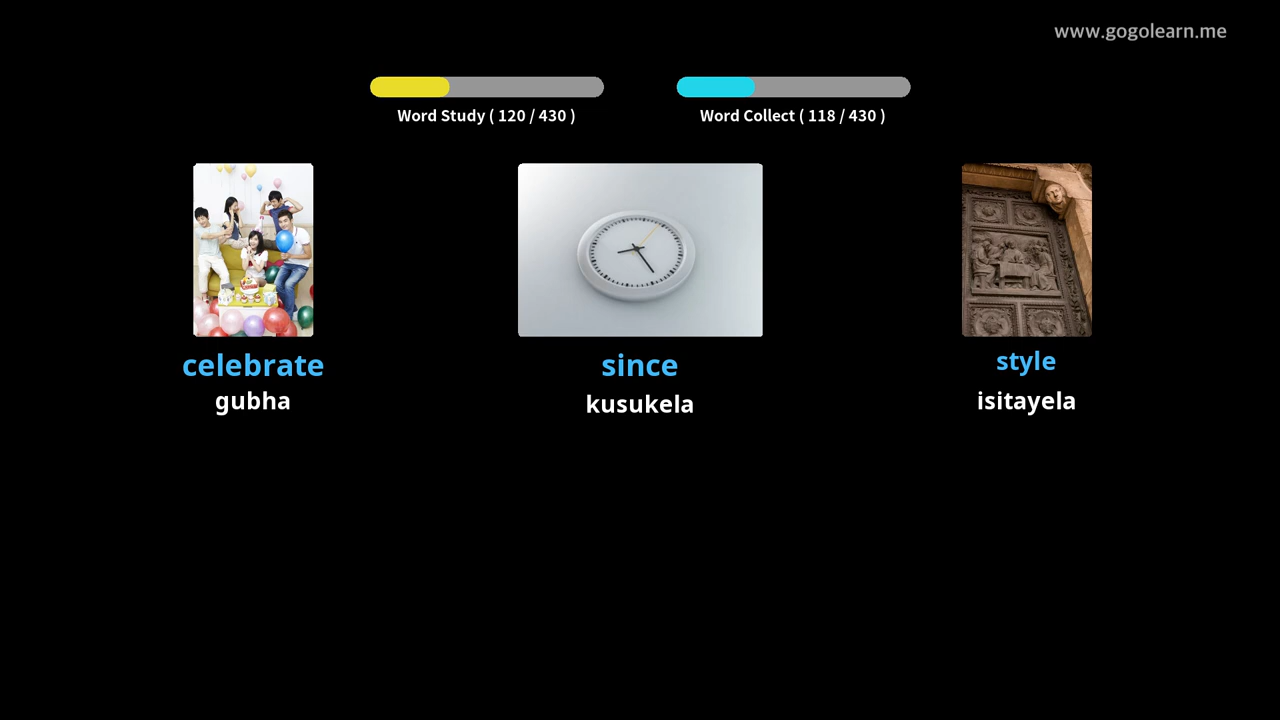 www.gogolearn.me
Word Study ( 120 / 430 )
Word Collect ( 118 / 430 )
celebrate
gubha
since
kusukela
style
isitayela